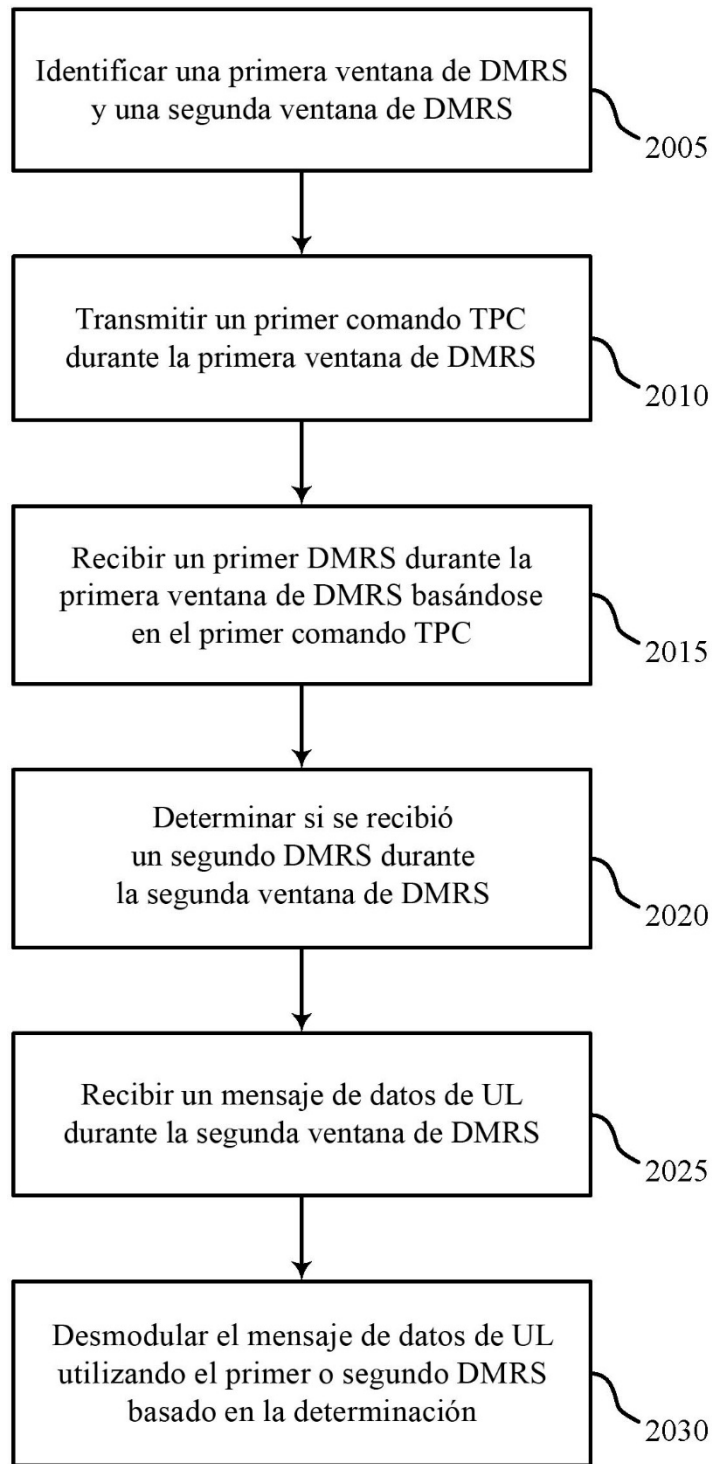 Identificar una primera ventana de DMRS
y una segunda ventana de DMRS
2005
Transmitir un primer comando TPC
durante la primera ventana de DMRS
2010
Recibir un primer DMRS durante la
primera ventana de DMRS basándose
en el primer comando TPC
2015
Determinar si se recibió
un segundo DMRS durante
la segunda ventana de DMRS
2020
Recibir un mensaje de datos de UL
durante la segunda ventana de DMRS
2025
Desmodular el mensaje de datos de UL
utilizando el primer o segundo DMRS
basado en la determinación
2030